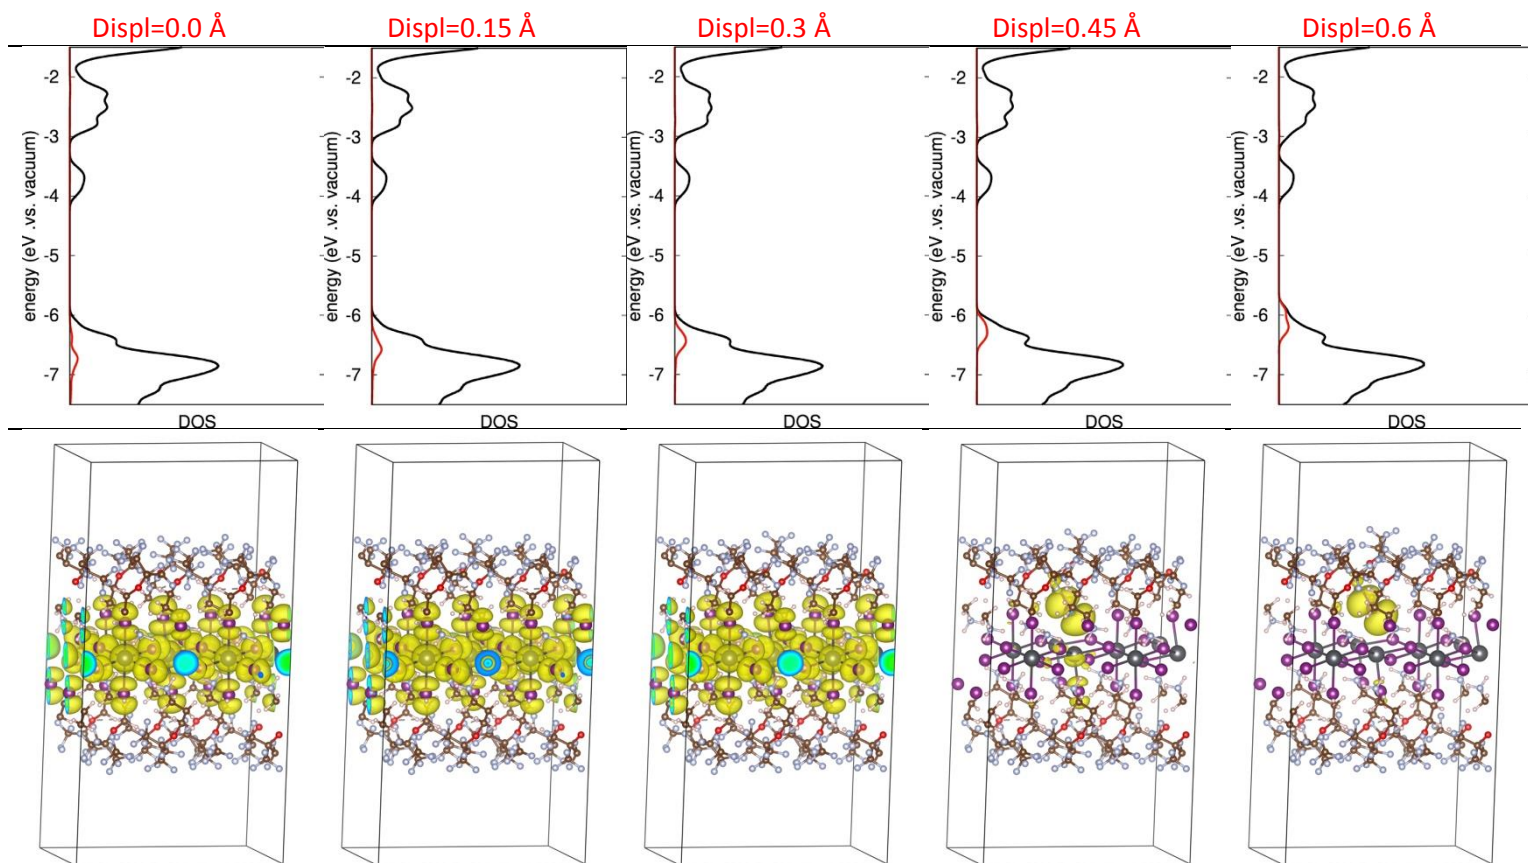 Displ=0.0 Å
Displ=0.15 Å
Displ=0.3 Å
Displ=0.45 Å
Displ=0.6 Å
energy (eV .vs. vacuum)
-2
-3
-4
-5
-6
-7
DOS
energy (eV .vs. vacuum)
-2
-3
-4
-5
-6
-7
DOS
energy (eV .vs. vacuum)
-2
-3
-4
-5
-6
-7
DOS
energy (eV .vs. vacuum)
-2
-3
-4
-5
-6
-7
DOS
energy (eV .vs. vacuum)
-2
-3
-4
-5
-6
-7
DOS